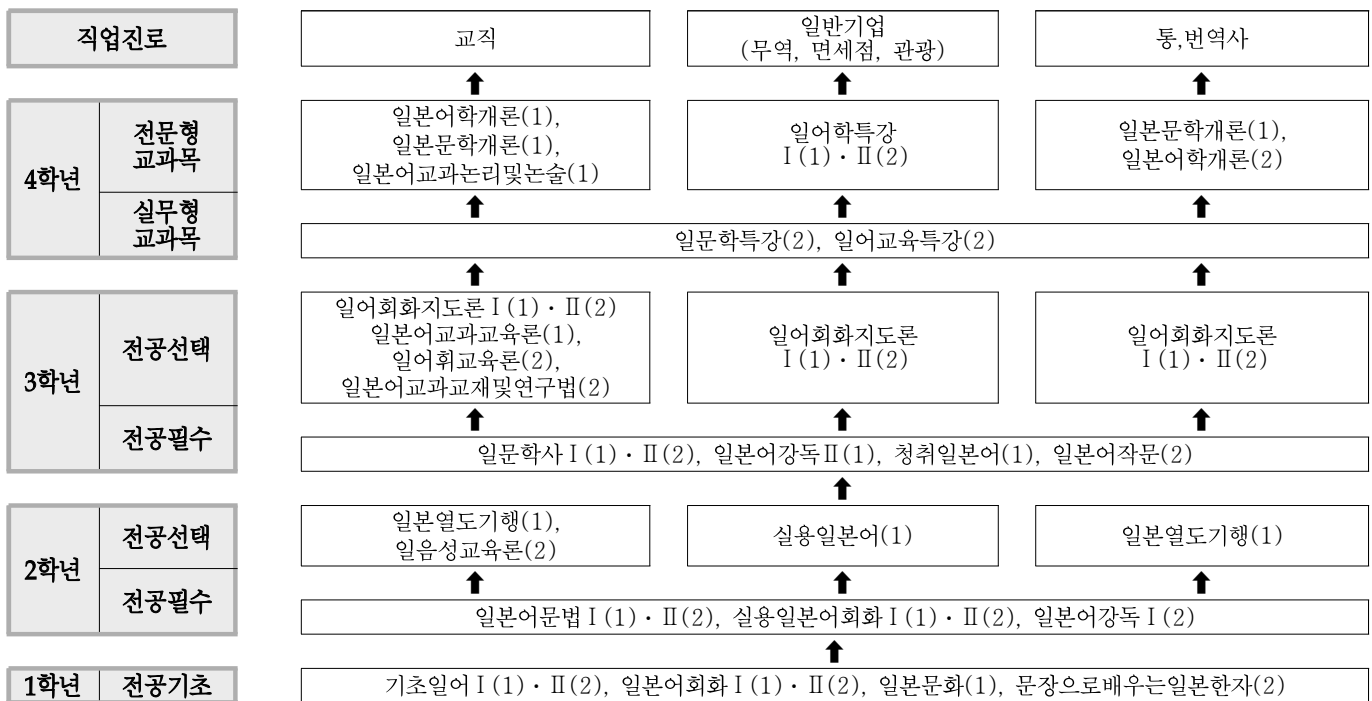 직업진로
교직
일반기업
(무역, 면세점, 관광)
통,번역사
4학년
전문형
교과목
일본어학개론(1),
일본문학개론(1),
일본어교과논리및논술(1)
일어학특강
Ⅰ(1)·Ⅱ(2)
일본문학개론(1),
일본어학개론(2)
실무형
교과목
일문학특강(2), 일어교육특강(2)
3학년
전공선택
일어회화지도론Ⅰ(1)·Ⅱ(2)
일본어교과교육론(1),
일어휘교육론(2),
일본어교과교재및연구법(2)
일어회화지도론
Ⅰ(1)·Ⅱ(2)
일어회화지도론
Ⅰ(1)·Ⅱ(2)
전공필수
일문학사Ⅰ(1)·Ⅱ(2), 일본어강독Ⅱ(1), 청취일본어(1), 일본어작문(2)
2학년
전공선택
일본열도기행(1),
일음성교육론(2)
실용일본어(1)
일본열도기행(1)
전공필수
일본어문법Ⅰ(1)·Ⅱ(2), 실용일본어회화Ⅰ(1)·Ⅱ(2), 일본어강독Ⅰ(2)
1학년
전공기초
기초일어Ⅰ(1)·Ⅱ(2), 일본어회화Ⅰ(1)·Ⅱ(2), 일본문화(1), 문장으로배우는일본한자(2)